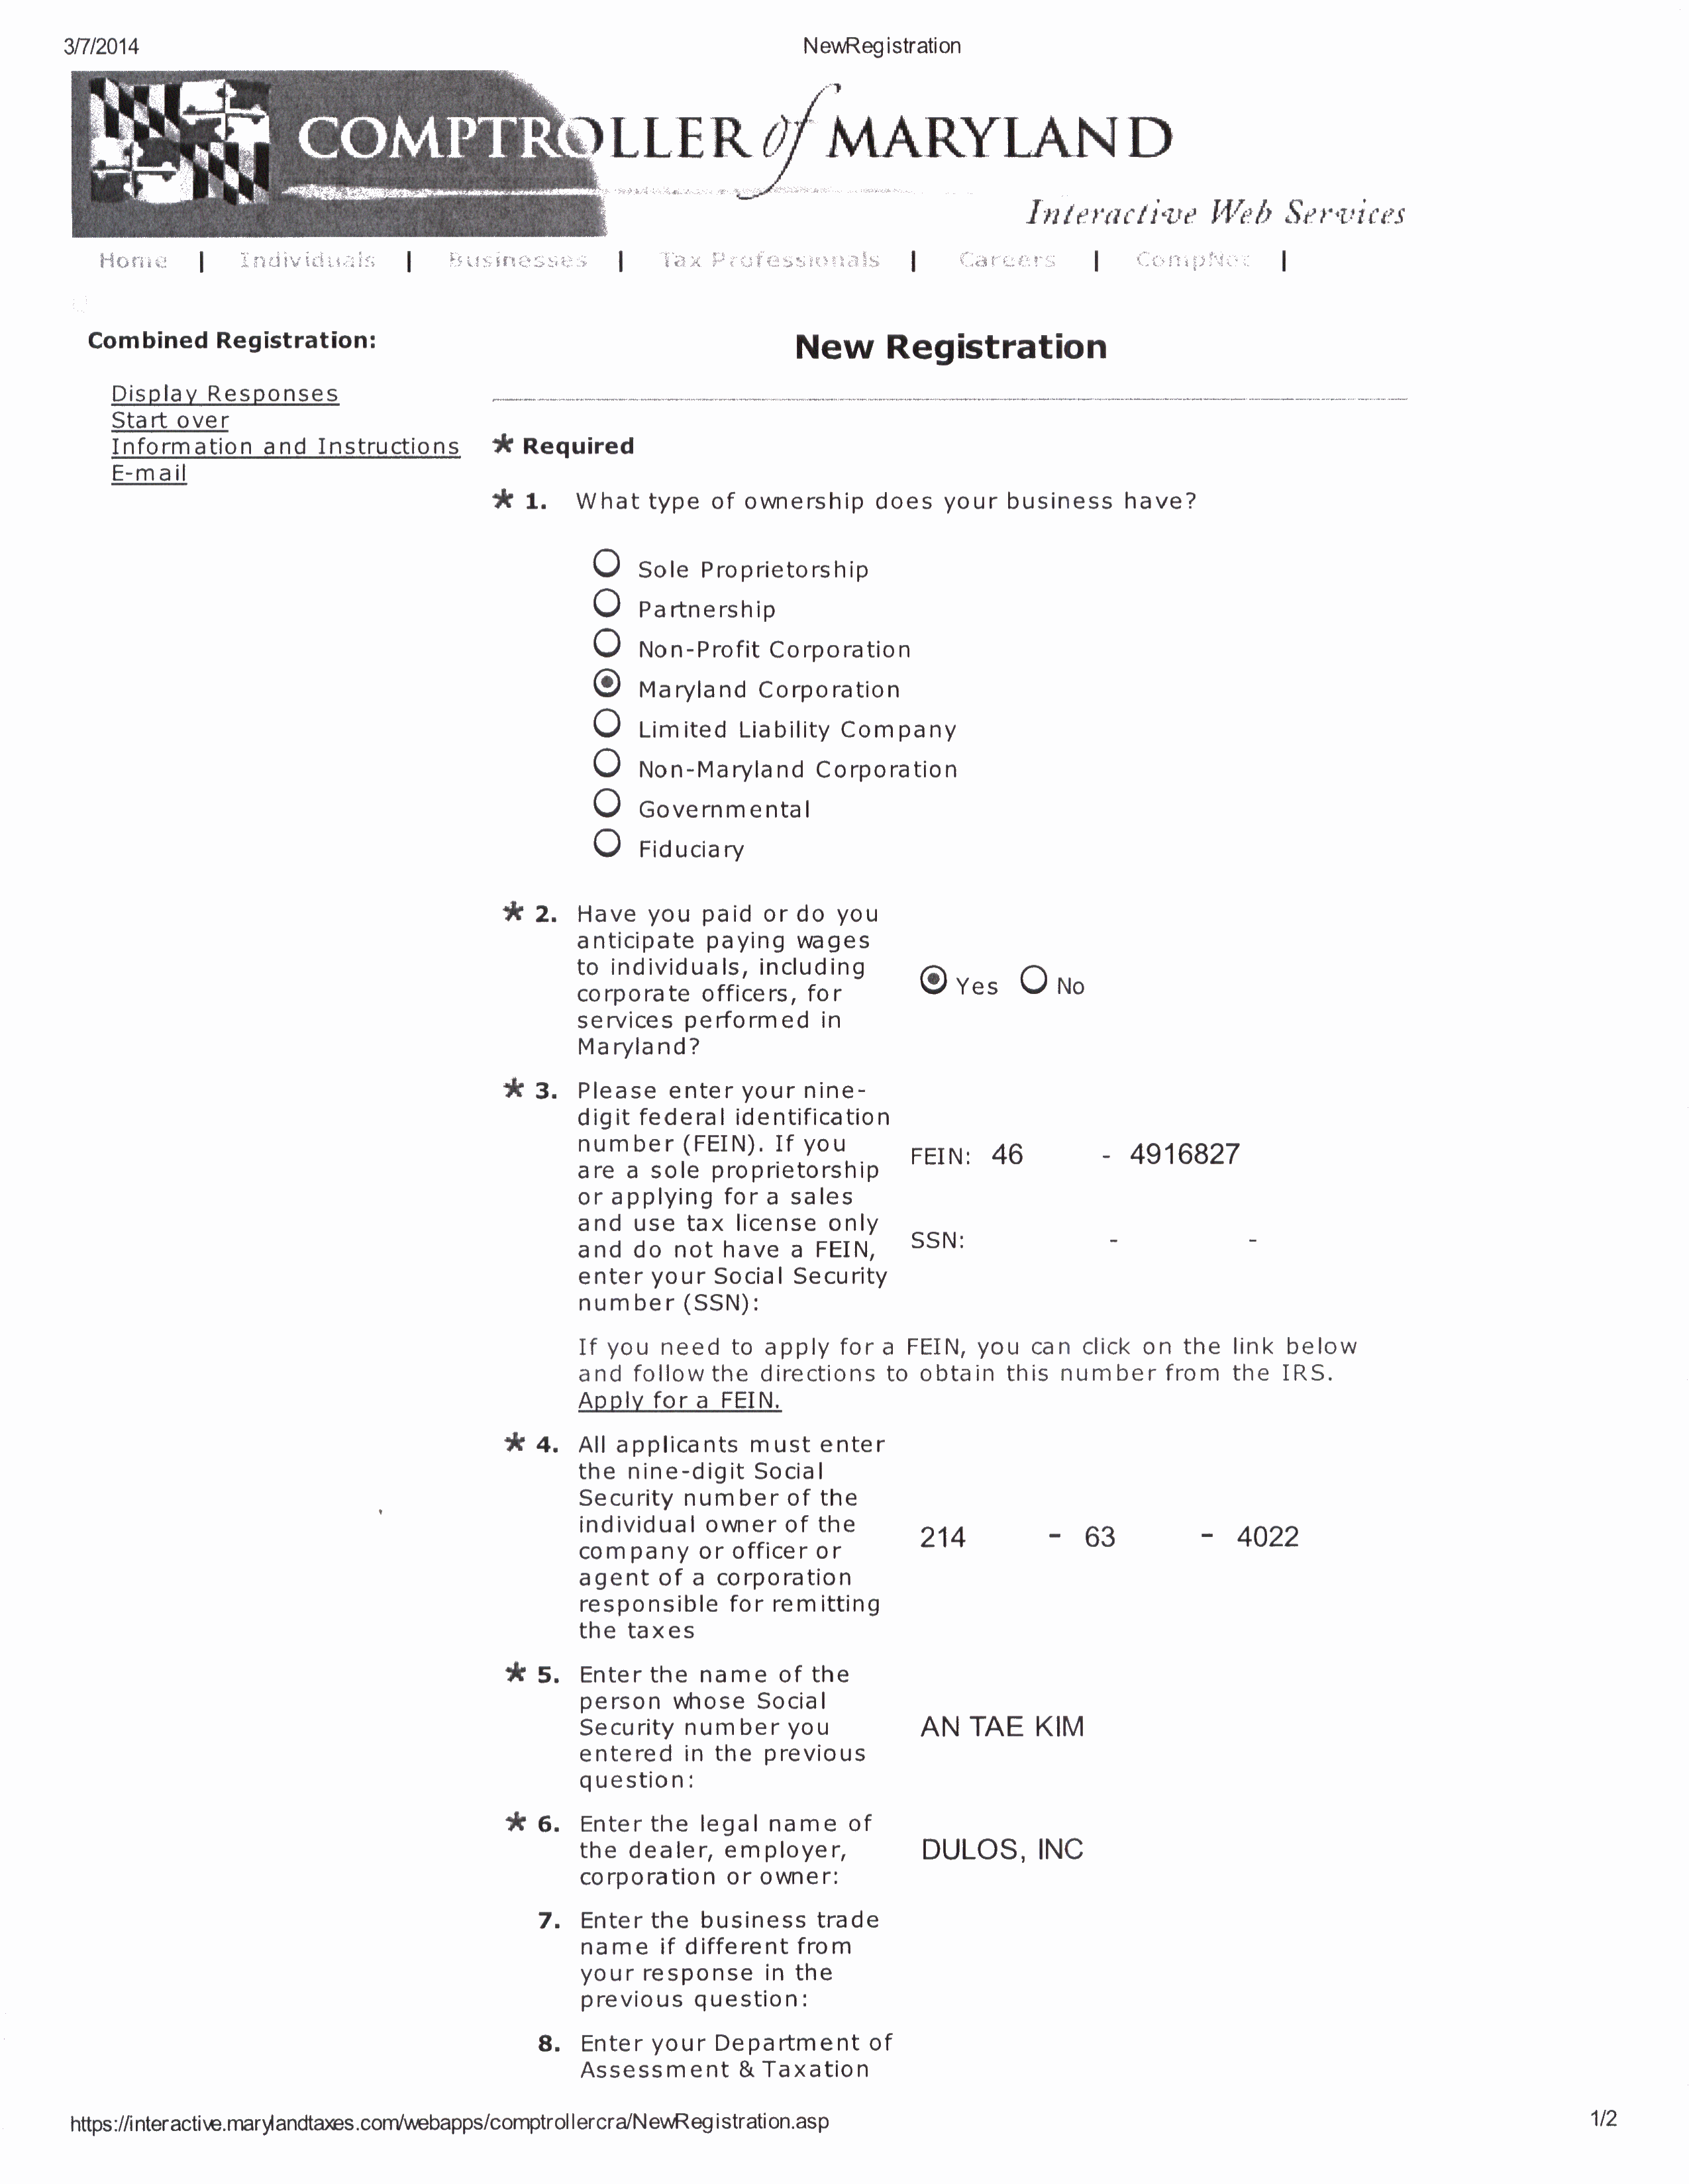 3/7/2014
NewRegistration
COMPTROLLER of MARYLAND
Interactive Web Services
Home | Individuals | Businesses | Tax Professionals | Careers | CompNet |
Combined Registration:
Display Responses
Start over
Information and Instructions
E-mail
New Registration
* Required
* 1. What type of ownership does your business have?
Sole Proprietorship
Partnership
Non-Profit Corporation
Maryland Corporation
Limited Liability Company
Non-Maryland Corporation
Governmental
Fiduciary
* 2. Have you paid or do you
anticipate paying wages
to individuals, including
corporate officers, for
services performed in
Maryland?
Yes No
* 3. Please enter your nine-
digit federal identification
number (FEIN). If you
are a sole proprietorship
or applying for a sales
and use tax license only
and do not have a FEIN,
enter your Social Security
number (SSN):
FEIN: 46 - 4916827
SSN: - -
If you need to apply for a FEIN, you can click on the link below
and follow the directions to obtain this number from the IRS.
Apply for a FEIN.
* 4. All applicants must enter
the nine-digit Social
Security number of the
individual owner of the
company or officer or
agent of a corporation
responsible for remitting
the taxes
214 - 63 - 4022
* 5. Enter the name of the
person whose Social
Security number you
entered in the previous
question:
AN TAE KIM
* 6. Enter the legal name of
the dealer, employer,
corporation or owner:
DULOS, INC
7. Enter the business trade
name if different from
your response in the
previous question:
8. Enter your Department of
Assessment & Taxation
https://interactive.marylandtaxes.com/webapps/comptrollercra/NewRegistration.asp
1/2